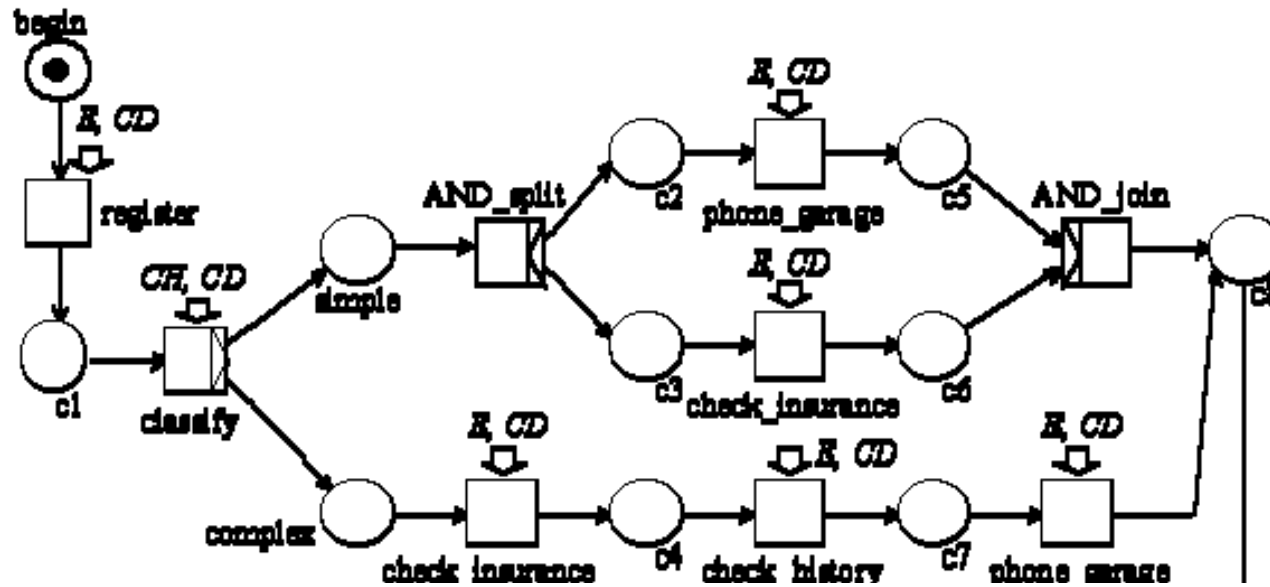 begin
E, CD
register
c1
CH, CD
classify
simple
complex
AND_split
c2
E, CD
phone_garage
c5
AND_join
c3
E, CD
check_insurance
c6
E, CD
check_insurance
c4
E, CD
check_history
c7
E, CD
phone_garage